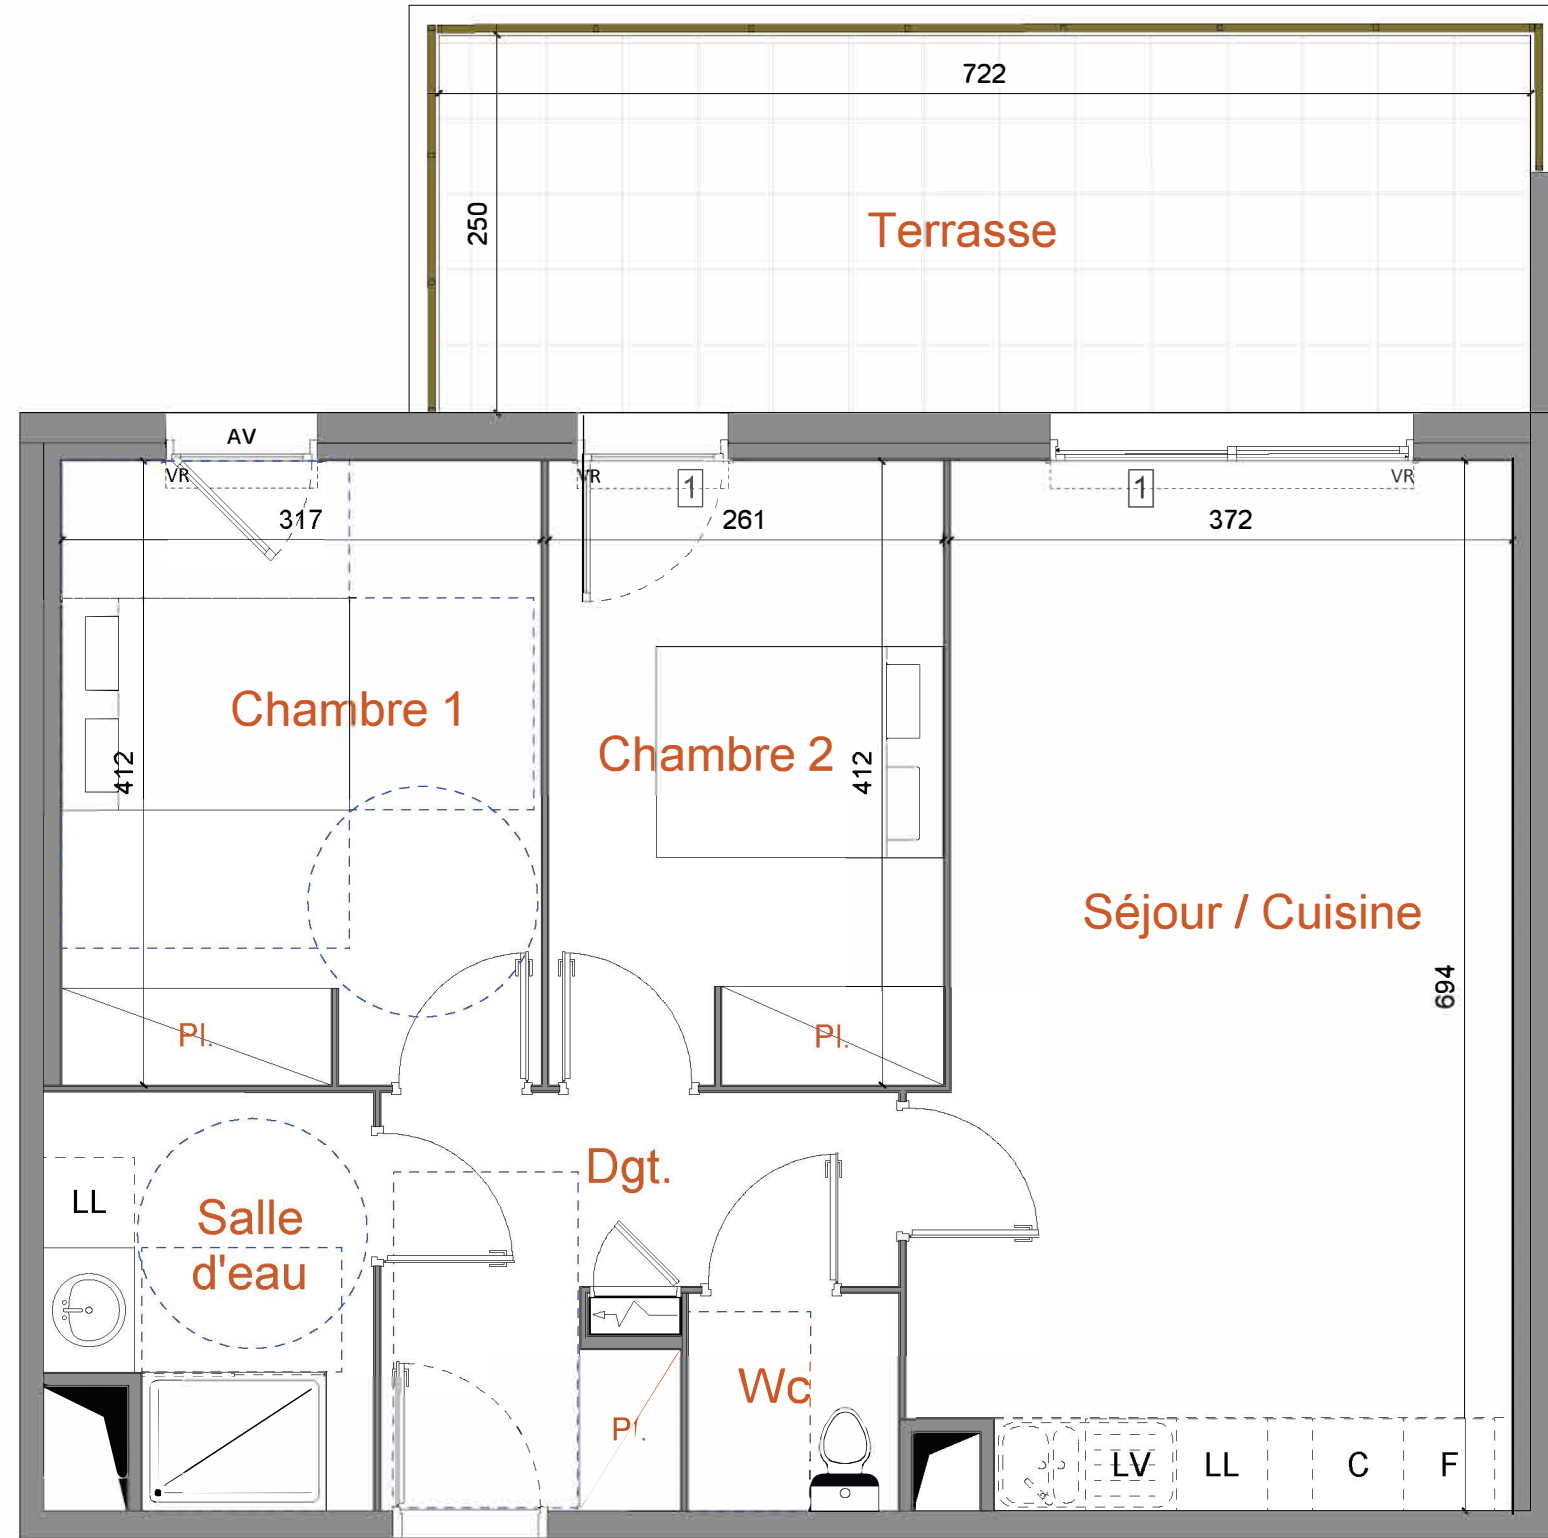 722
250
Terrasse
AV
VR
VR
1
1
VR
317
261
372
Chambre 1
Chambre 2
412
412
Séjour / Cuisine
694
Pl.
Pl.
Dgt.
LL
Salle
d'eau
Wc
Pl.
LV
LL
C
F